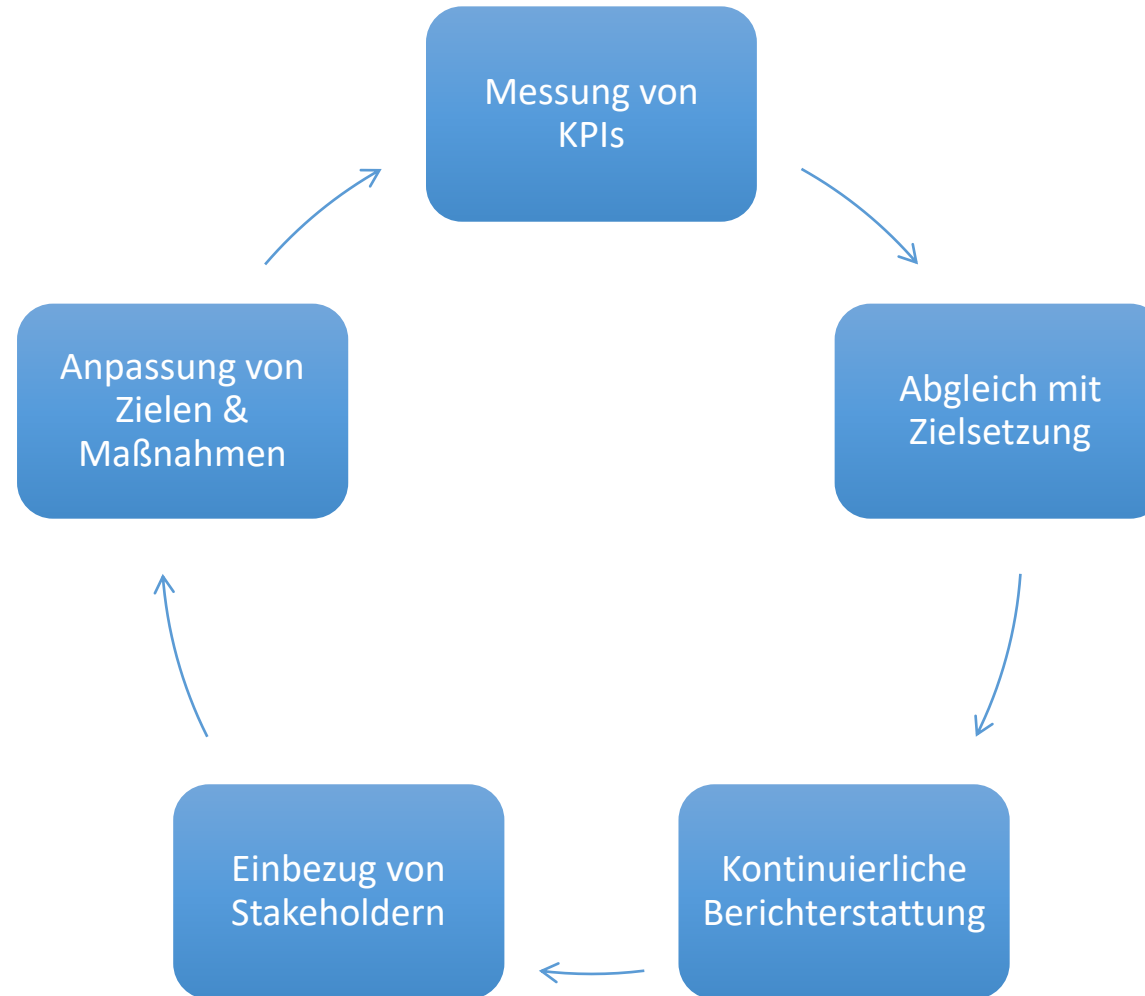 Messung von
KPIs
Abgleich mit
Zielsetzung
Kontinuierliche
Berichterstattung
Einbezug von
Stakeholdern
Anpassung von
Zielen &
Maßnahmen